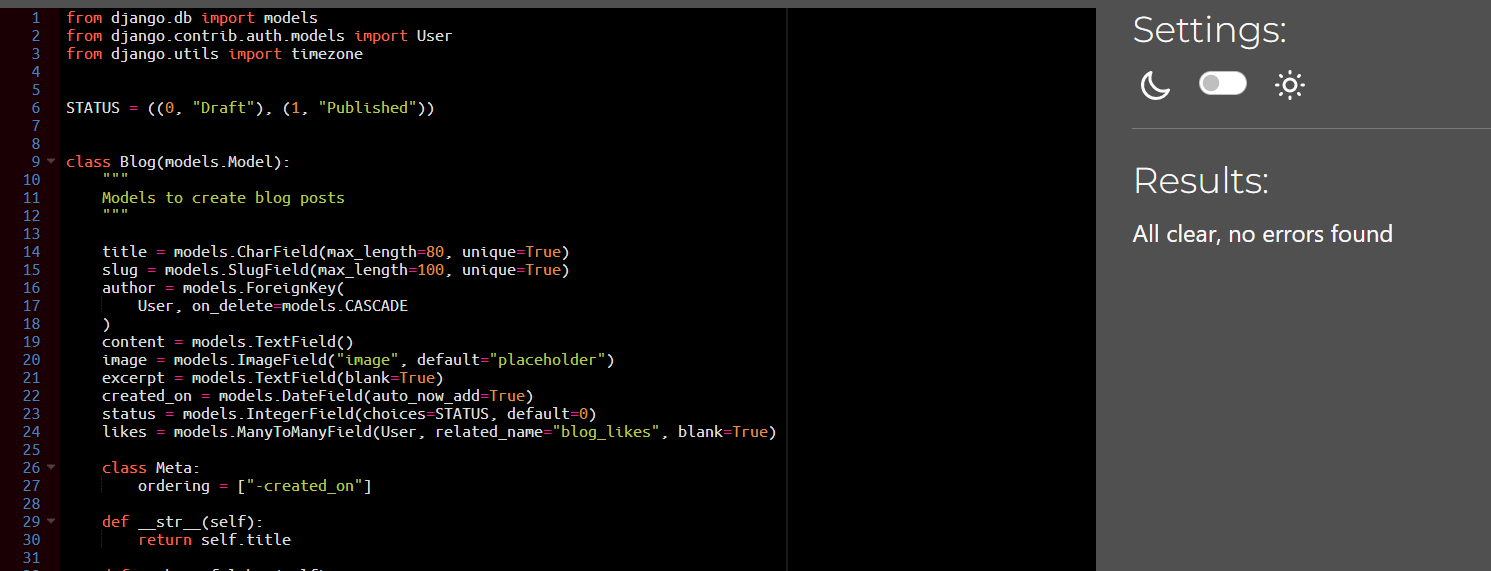 1 from django.db import models
2 from django.contrib.auth.models import User
3 from django.utils import timezone
4
5
6 STATUS = ((0, "Draft"), (1, "Published"))
7
8
9 class Blog(models.Model):
10     """
11     Models to create blog posts
12     """
13
14     title = models.CharField(max_length=80, unique=True)
15     slug = models.SlugField(max_length=100, unique=True)
16     author = models.ForeignKey(
17         User, on_delete=models.CASCADE
18     )
19     content = models.TextField()
20     image = models.ImageField("image", default="placeholder")
21     excerpt = models.TextField(blank=True)
22     created_on = models.DateField(auto_now_add=True)
23     status = models.IntegerField(choices=STATUS, default=0)
24     likes = models.ManyToManyField(User, related_name="blog_likes", blank=True)
25
26     class Meta:
27         ordering = ["-created_on"]
28
29     def __str__(self):
30         return self.title
31
Settings:
Results:
All clear, no errors found